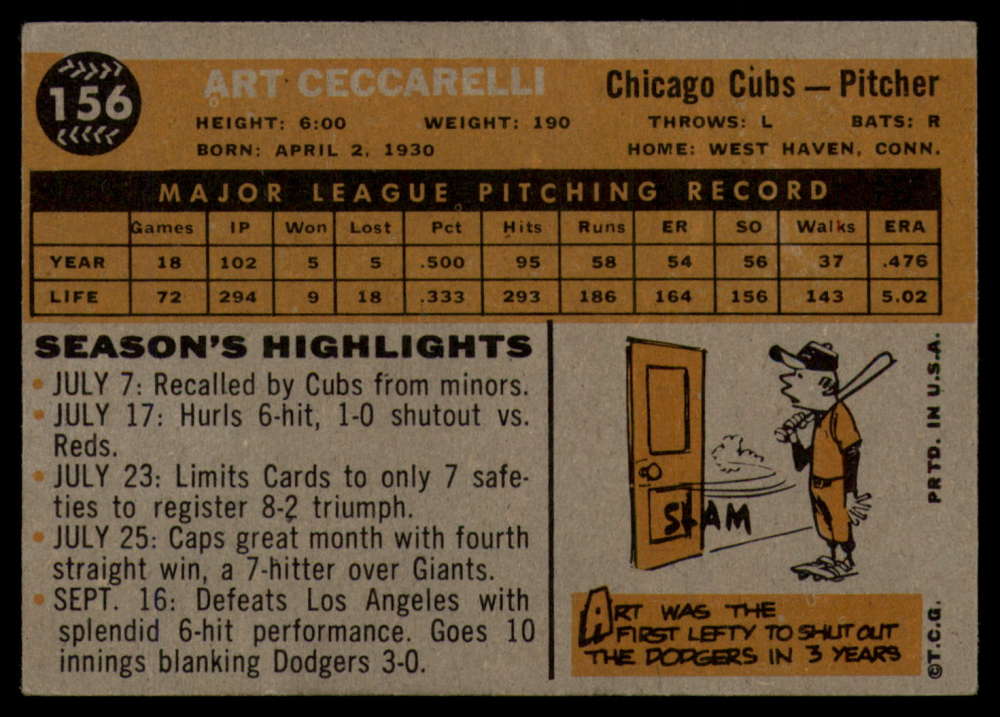 156
ART CECCARELLI
Chicago Cubs — Pitcher
HEIGHT: 6:00 WEIGHT: 190 THROWS: L BATS: R
BORN: APRIL 2, 1930 HOME: WEST HAVEN, CONN.
MAJOR LEAGUE PITCHING RECORD
Games IP Won Lost Pct Hits Runs ER SO Walks ERA
YEAR 18 102 5 5 .500 95 58 54 56 37 .476
LIFE 72 294 9 18 .333 293 186 164 156 143 5.02
SEASON'S HIGHLIGHTS
• JULY 7: Recalled by Cubs from minors.
• JULY 17: Hurls 6-hit, 1-0 shutout vs.
Reds.
• JULY 23: Limits Cards to only 7 safe-
ties to register 8-2 triumph.
• JULY 25: Caps great month with fourth
straight win, a 7-hitter over Giants.
• SEPT. 16: Defeats Los Angeles with
splendid 6-hit performance. Goes 10
innings blanking Dodgers 3-0.
SLAM
ART WAS THE
FIRST LEFTY TO SHUT OUT
THE DODGERS IN 3 YEARS
©T.C.G. PRTD. IN U.S.A.